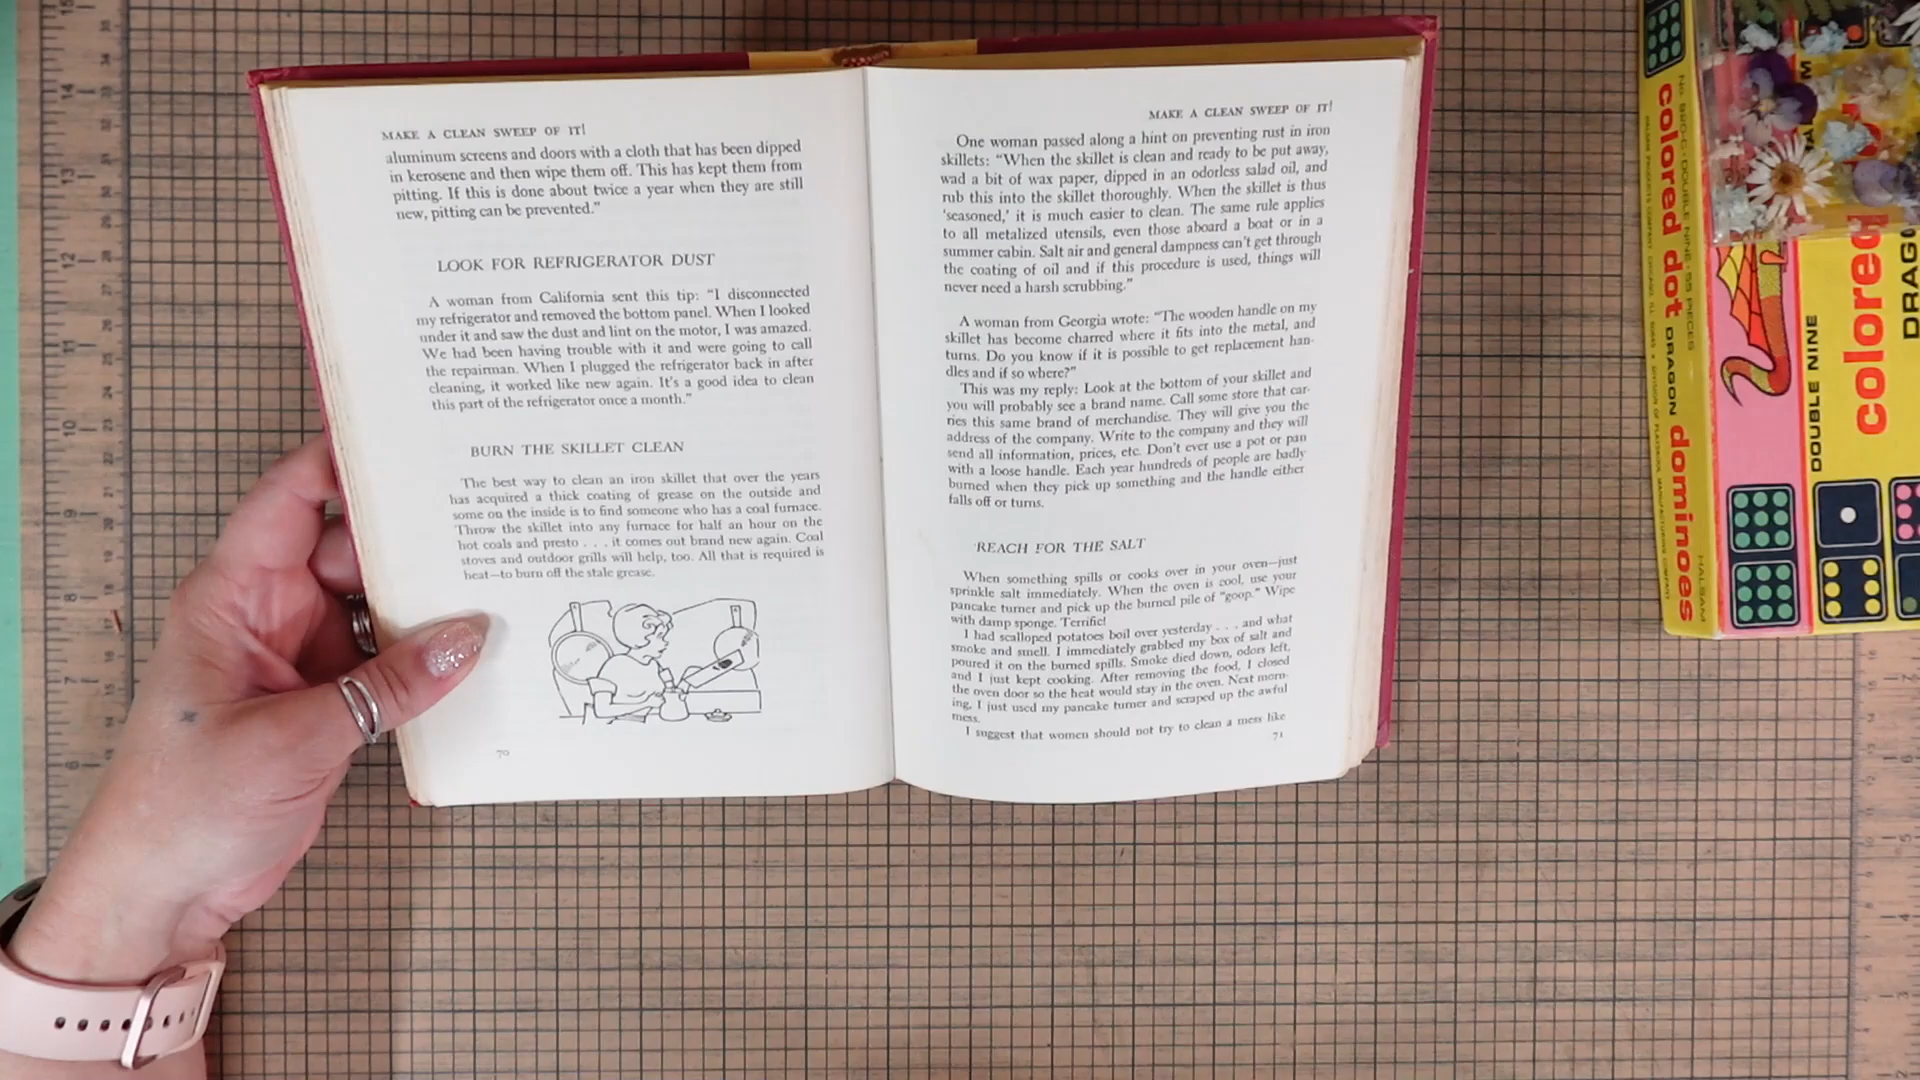 MAKE A CLEAN SWEEP OF IT!
aluminum screens and doors with a cloth that has been dipped
in kerosene and then wipe them off. This has kept them from
pitting. If this is done about twice a year when they are still
new, pitting can be prevented.”
LOOK FOR REFRIGERATOR DUST
A woman from California sent this tip: “I disconnected
my refrigerator and removed the bottom panel. When I looked
under it and saw the dust and lint on the motor, I was amazed.
We had been having trouble with it and were going to call
the repairman. When I plugged the refrigerator back in after
cleaning, it worked like new again. It’s a good idea to clean
this part of the refrigerator once a month.”
BURN THE SKILLET CLEAN
The best way to clean an iron skillet that over the years
has acquired a thick coating of grease on the outside and
some on the inside is to find someone who has a coal furnace.
Throw the skillet into any furnace for half an hour on the
hot coals and presto . . . it comes out brand new again. Coal
stoves and outdoor grills will help, too. All that is required is
heat—to burn off the stale grease.
70
MAKE A CLEAN SWEEP OF IT!
One woman passed along a hint on preventing rust in iron
skillets: “When the skillet is clean and ready to be put away,
wad a bit of wax paper, dipped in an odorless salad oil, and
rub this into the skillet thoroughly. When the skillet is thus
‘seasoned,’ it is much easier to clean. The same rule applies
to all metalized utensils, even those aboard a boat or in a
summer cabin. Salt air and general dampness can’t get through
the coating of oil and if this procedure is used, things will
never need a harsh scrubbing.”
A woman from Georgia wrote: “The wooden handle on my
skillet has become charred where it fits into the metal, and
turns. Do you know if it is possible to get replacement han-
dles and if so where?”
This was my reply: Look at the bottom of your skillet and
you will probably see a brand name. Call some store that car-
ries this same brand of merchandise. They will give you the
address of the company. Write to the company and they will
send all information, prices, etc. Don’t ever use a pot or pan
with a loose handle. Each year hundreds of people are badly
burned when they pick up something and the handle either
falls off or turns.
REACH FOR THE SALT
When something spills or cooks over in your oven—just
sprinkle salt immediately. When the oven is cool, use your
pancake turner and pick up the burned pile of “goop.” Wipe
with damp sponge. Terrific!
I had scalloped potatoes boil over yesterday . . . and what
smoke and smell. I immediately grabbed my box of salt and
poured it on the burned spills. Smoke died down, odors left,
and I just kept cooking. After removing the food, I closed
the oven door so the heat would stay in the oven. Next morn-
ing, I just used my pancake turner and scraped up the awful
mess.
I suggest that women should not try to clean a mess like
71
colored dot DRAGON dominoes
HALSAM
DOUBLE NINE
colored
DRAG